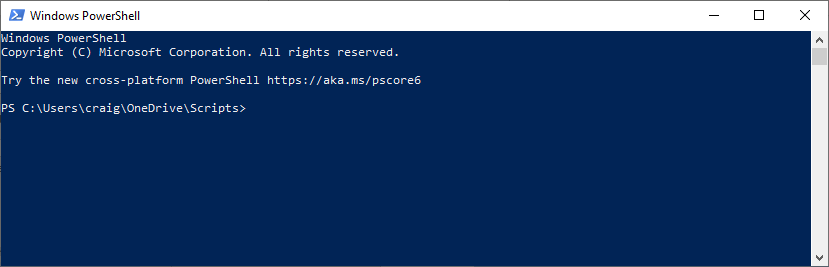 Windows PowerShell
Windows PowerShell
Copyright (C) Microsoft Corporation. All rights reserved.
Try the new cross-platform PowerShell https://aka.ms/pscore6
PS C:\Users\craig\OneDrive\Scripts>